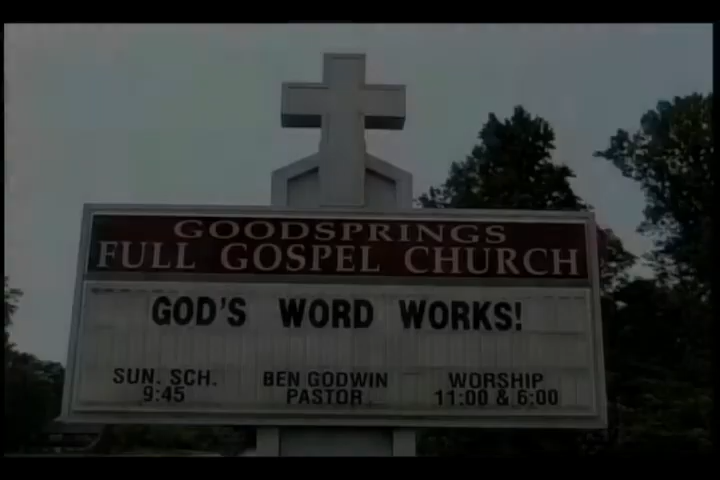 GOODSPRINGS
FULL GOSPEL CHURCH
GOD'S WORD WORKS!
SUN. SCH. BEN GODWIN WORSHIP
9:45 PASTOR 11:00 & 6:00